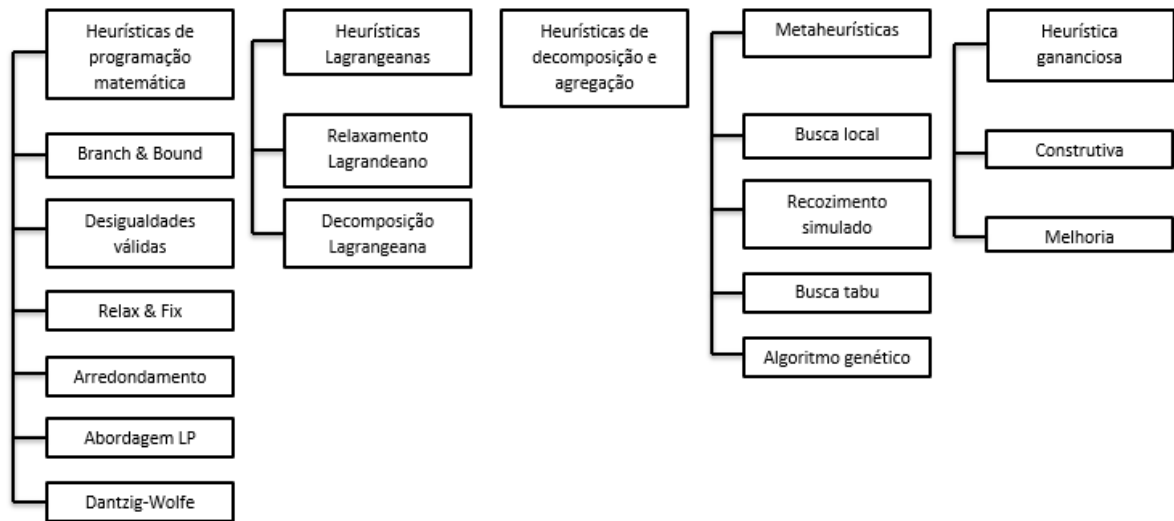 Heurísticas de
programação
matemática
Branch & Bound
Desigualdades
válidas
Relax & Fix
Arredondamento
Abordagem LP
Dantzig-Wolfe
Heurísticas
Lagrangeanas
Relaxamento
Lagrandeano
Decomposição
Lagrangeana
Heurísticas de
decomposição e
agregação
Metaheurísticas
Busca local
Recozimento
simulado
Busca tabu
Algoritmo genético
Heurística
gananciosa
Construtiva
Melhoria